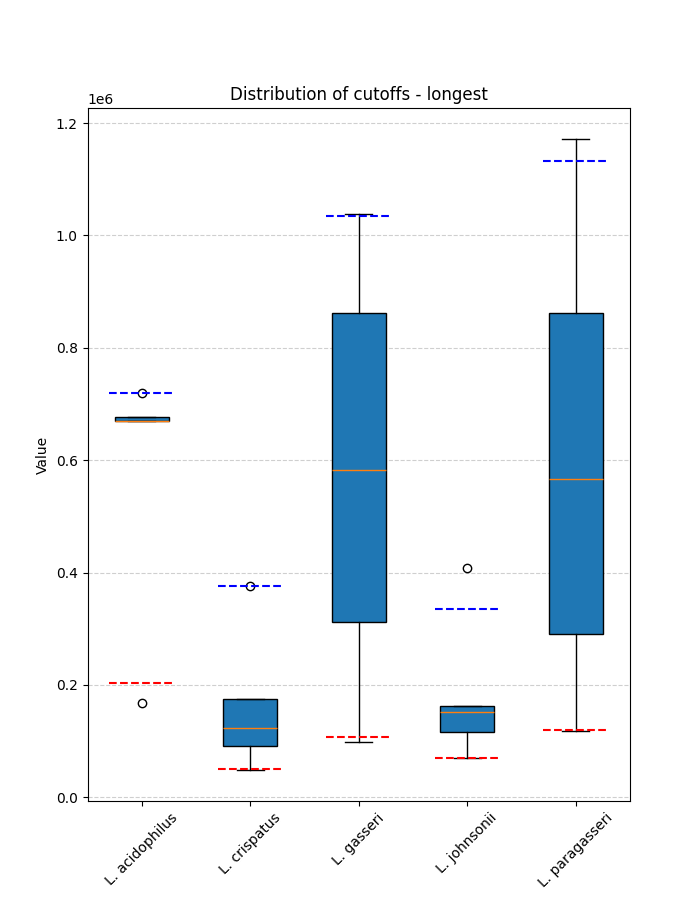 Distribution of cutoffs - longest
1e6
1.2
1.0
0.8
0.6
0.4
0.2
0.0
Value
L. acidophilus
L. crispatus
L. gasseri
L. johnsonii
L. paragasseri